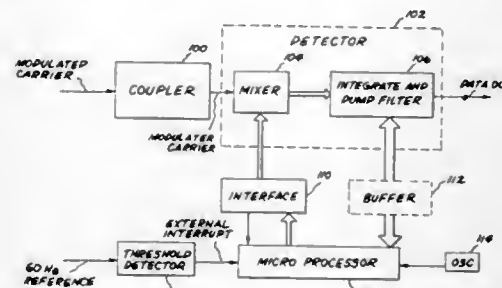 102
DETECTOR
100
104
106
MODULATED
CARRIER
COUPLER
MIXER
INTEGRATE AND
DUMP FILTER
DATA
MODULATED
CARRIER
110
INTERFACE
112
BUFFER
EXTERNAL
INTERRUPT
114
THRESHOLD
DETECTOR
MICRO PROCESSOR
OSC
60 Hz
REFERENCE